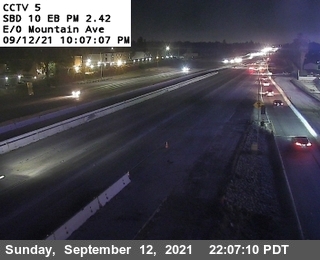 CCTV 5
SBD 10 EB PM 2.42
E/O Mountain Ave
09/12/21 10:07:07 PM
Sunday, September 12, 2021 22:07:10 PDT